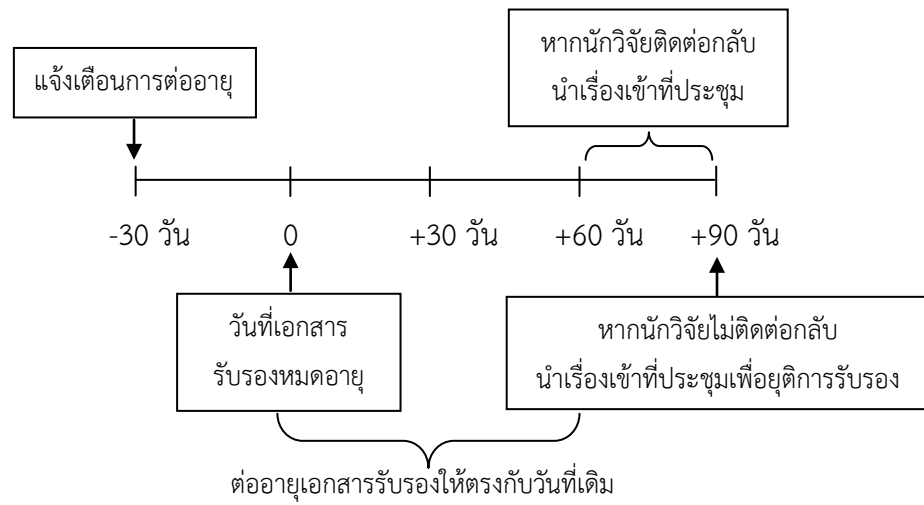 แจ้งเตือนการต่ออายุ
หากนักวิจัยติดต่อกลับ
นำเรื่องเข้าที่ประชุม
-30 วัน 0 +30 วัน +60 วัน +90 วัน
วันที่เอกสาร
รับรองหมดอายุ
หากนักวิจัยไม่ติดต่อกลับ
นำเรื่องเข้าที่ประชุมเพื่อยุติการรับรอง
ต่ออายุเอกสารรับรองให้ตรงกับวันที่เดิม